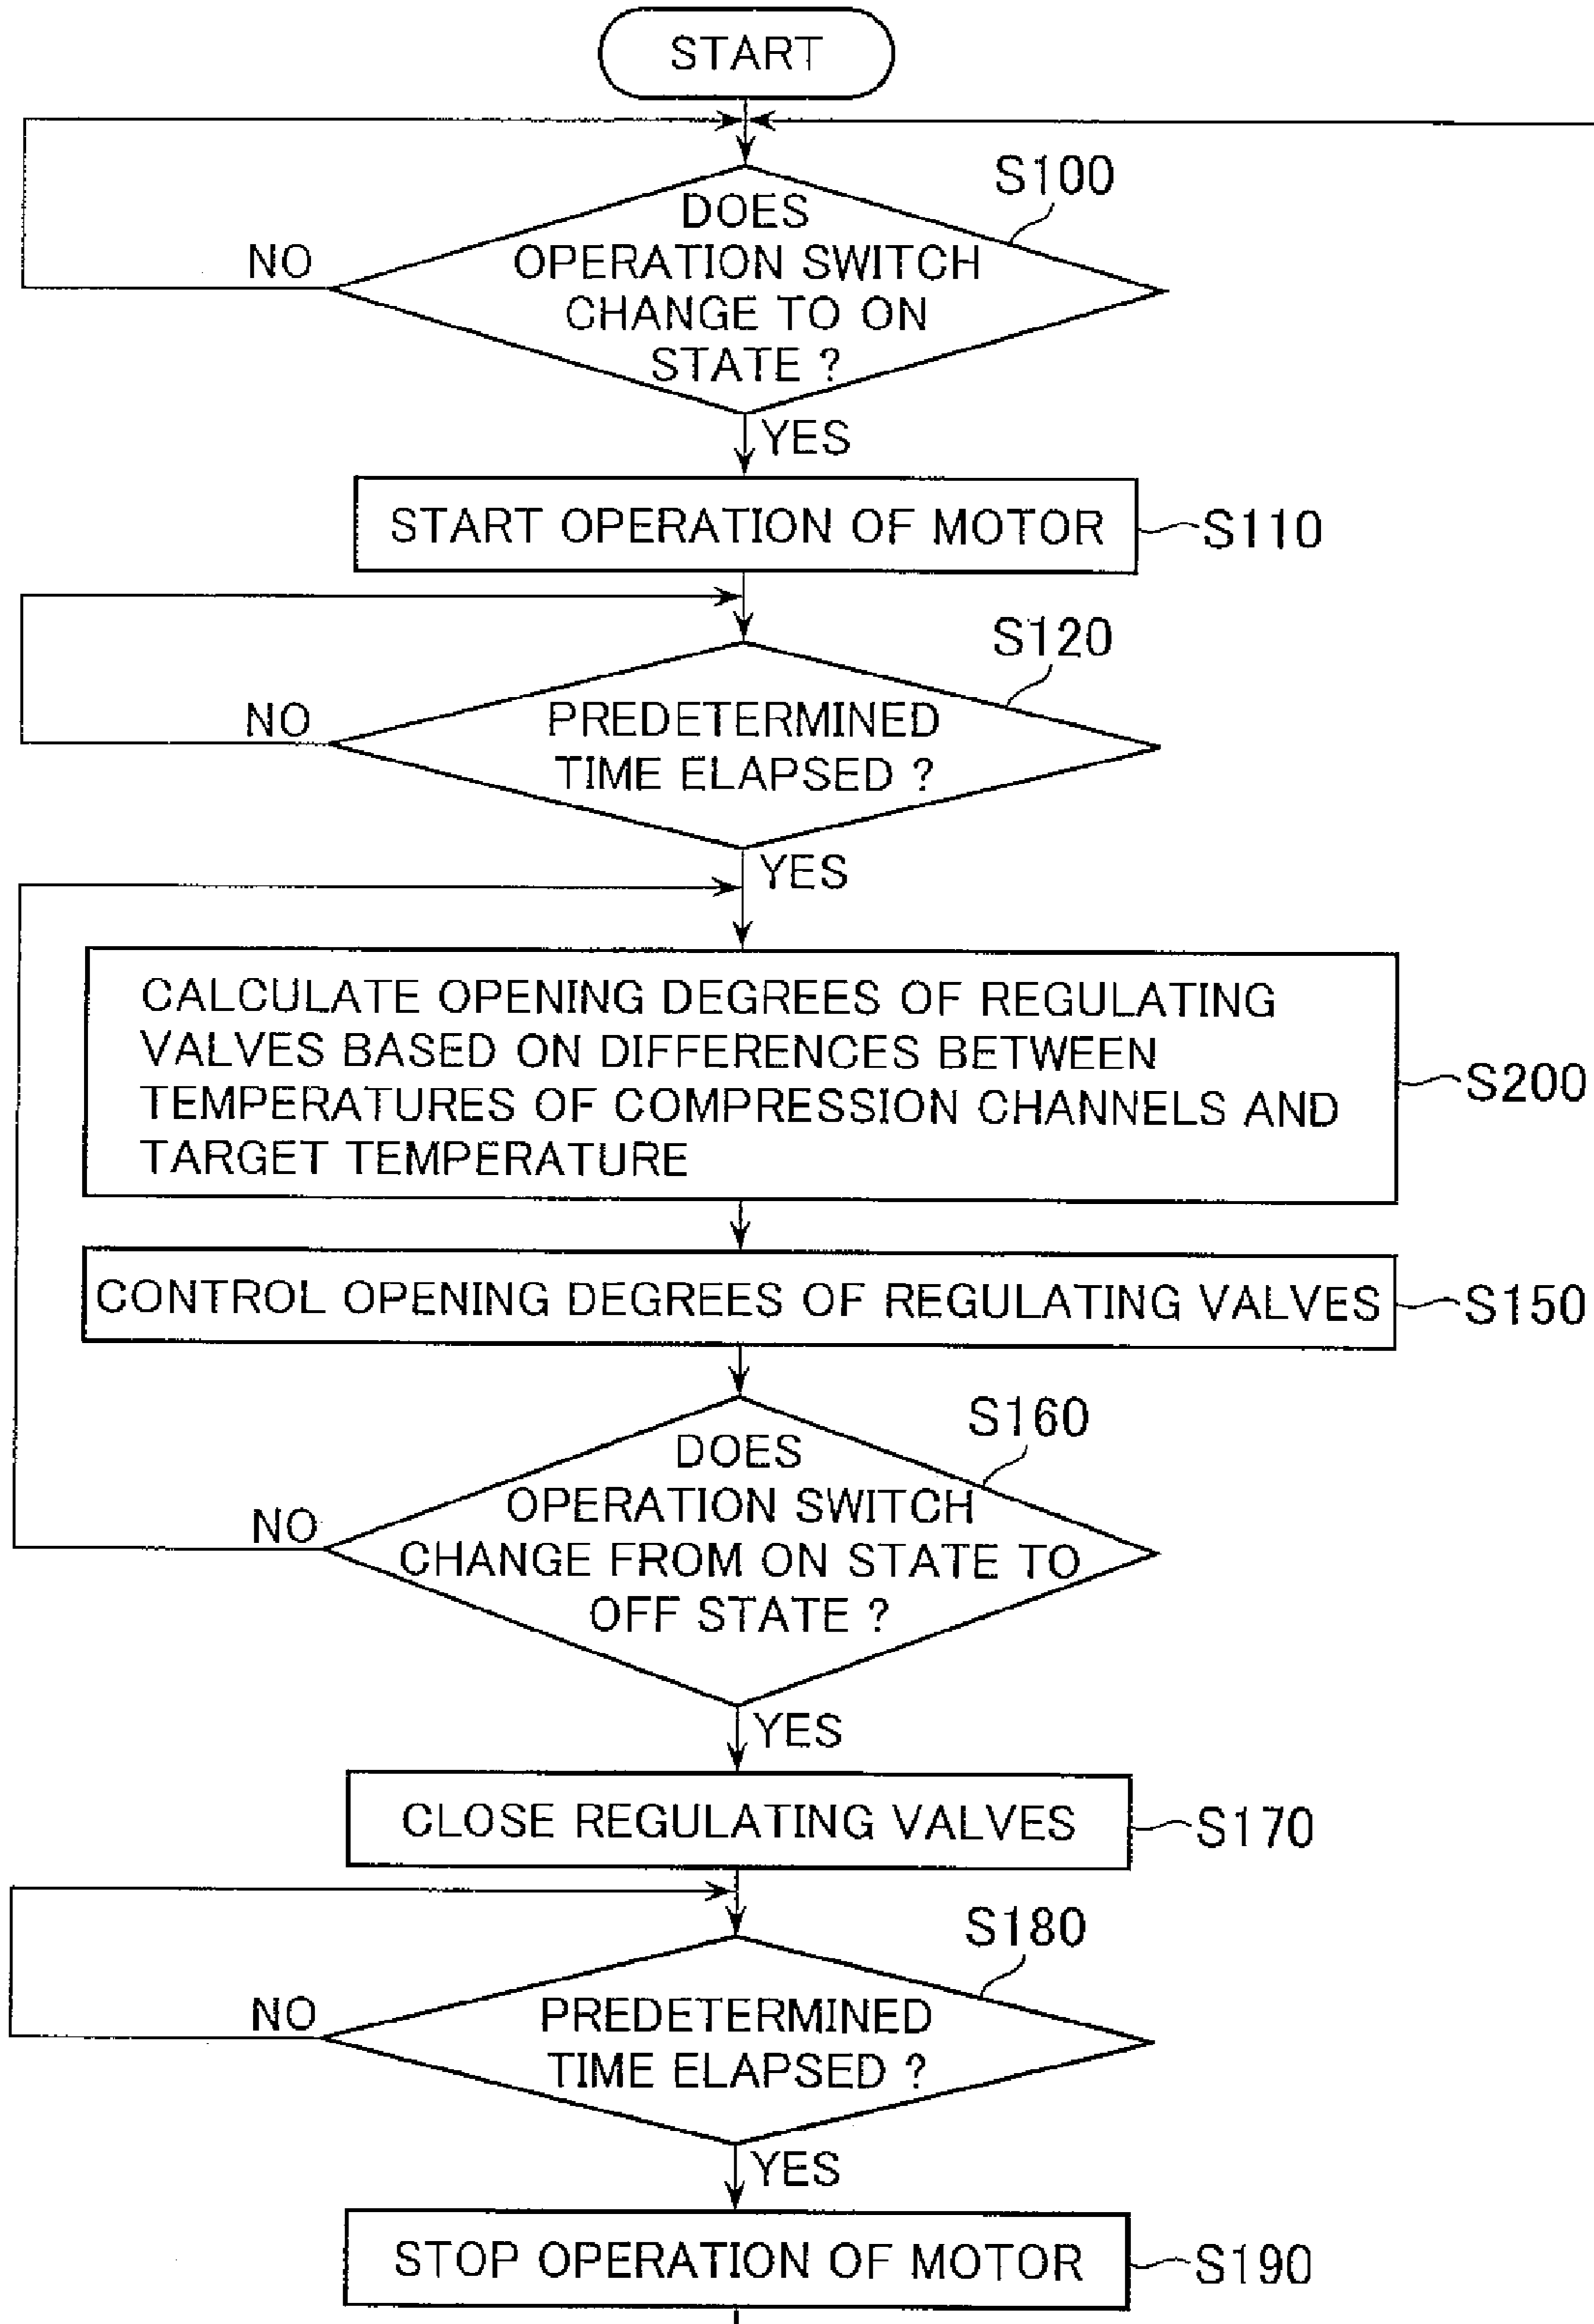 START
S100
DOES
OPERATION SWITCH
CHANGE TO ON
STATE ?
NO
YES
START OPERATION OF MOTOR
S110
S120
PREDETERMINED
TIME ELAPSED ?
NO
YES
CALCULATE OPENING DEGREES OF REGULATING
VALVES BASED ON DIFFERENCES BETWEEN
TEMPERATURES OF COMPRESSION CHANNELS AND
TARGET TEMPERATURE
S200
CONTROL OPENING DEGREES OF REGULATING VALVES
S150
S160
DOES
OPERATION SWITCH
CHANGE FROM ON STATE TO
OFF STATE ?
NO
YES
CLOSE REGULATING VALVES
S170
S180
PREDETERMINED
TIME ELAPSED ?
NO
YES
STOP OPERATION OF MOTOR
S190